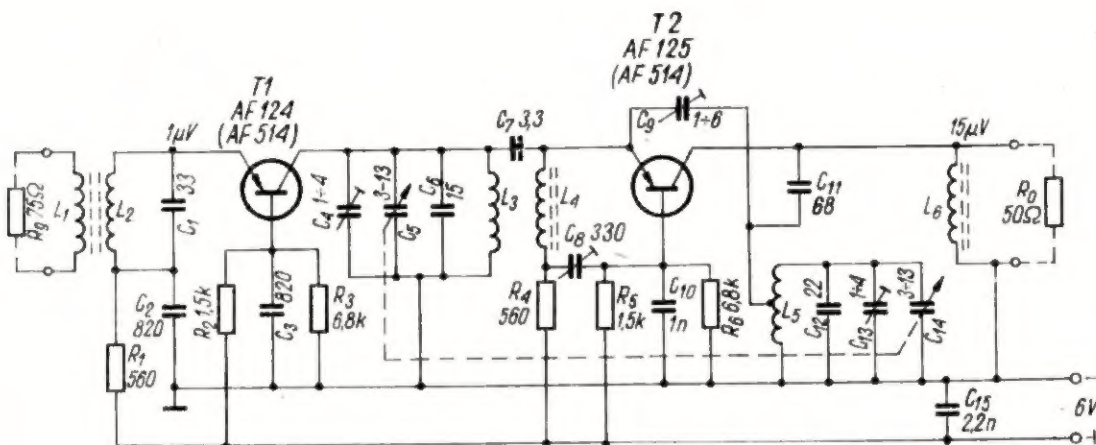 T1
AF 124
(AF 514)
T2
AF 125
(AF 514)
1μV
15μV
Rg 75Ω
L1
L2
C1
33
C2
820
R1
560
R2 1,5k
C3
820
R3
6,8k
C4
1÷4
C5
3-13
C6
15
L3
C7 3,3
L4
C8 330
R4
560
R5
1,5k
C9
1÷6
C10
1n
R6 6,8k
C11
68
L5
C12
22
C13
1÷4
C14
3-13
L6
R0
50Ω
C15
2,2n
6V
-
+